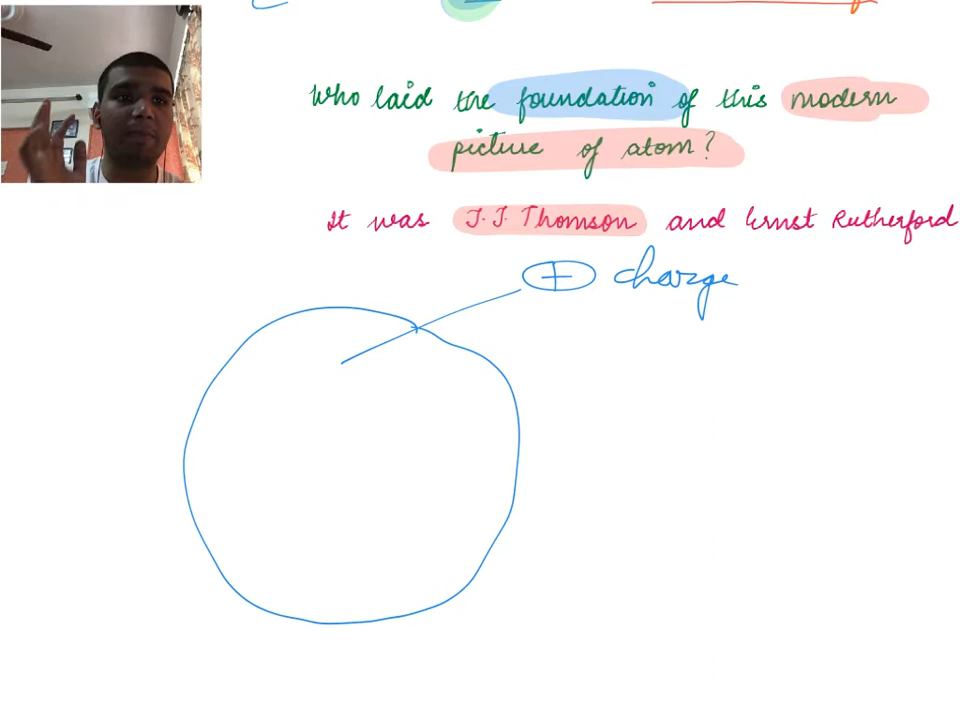 Who laid the foundation of this modern
picture of atom?
It was J.J. Thomson and Ernst Rutherford
+ charge